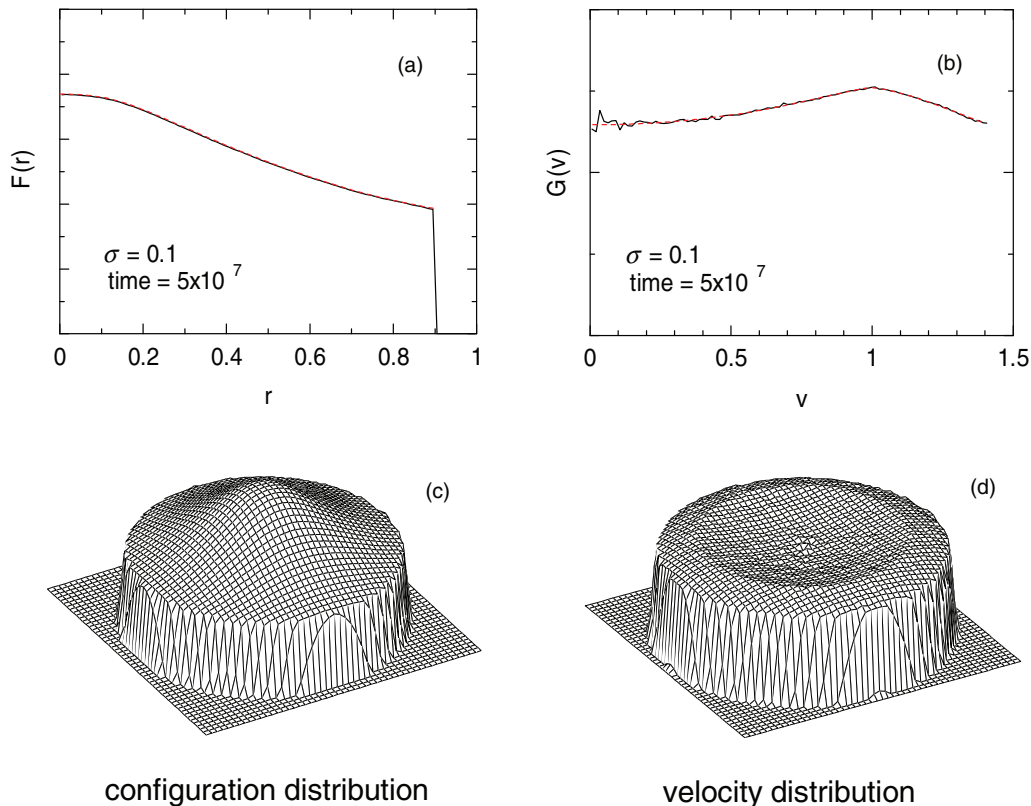 (a)
F(r)
σ = 0.1
time = 5x10 7
0 0.2 0.4 0.6 0.8 1
r
(b)
G(v)
σ = 0.1
time = 5x10 7
0 0.5 1 1.5
v
(c)
(d)
configuration distribution
velocity distribution